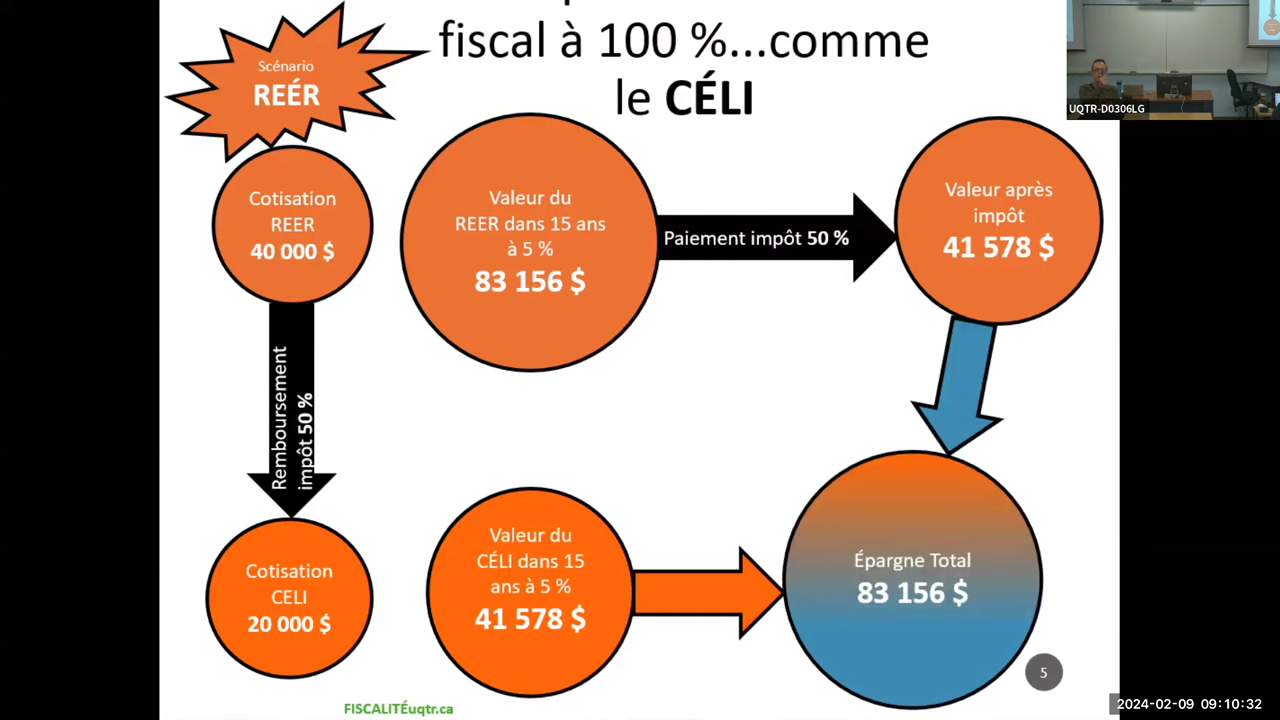 fiscal à 100 %...comme
le CÉLI
Scénario
REÉR
Cotisation
REER
40 000 $
Valeur du
REER dans 15 ans
à 5 %
83 156 $
Paiement impôt 50 %
Valeur après
impôt
41 578 $
Remboursement
impôt 50 %
Cotisation
CELI
20 000 $
Valeur du
CÉLI dans 15
ans à 5 %
41 578 $
Épargne Total
83 156 $
5
FISCALITÉuqtr.ca
UQTR-D0306LG
2024-02-09 09:10:32